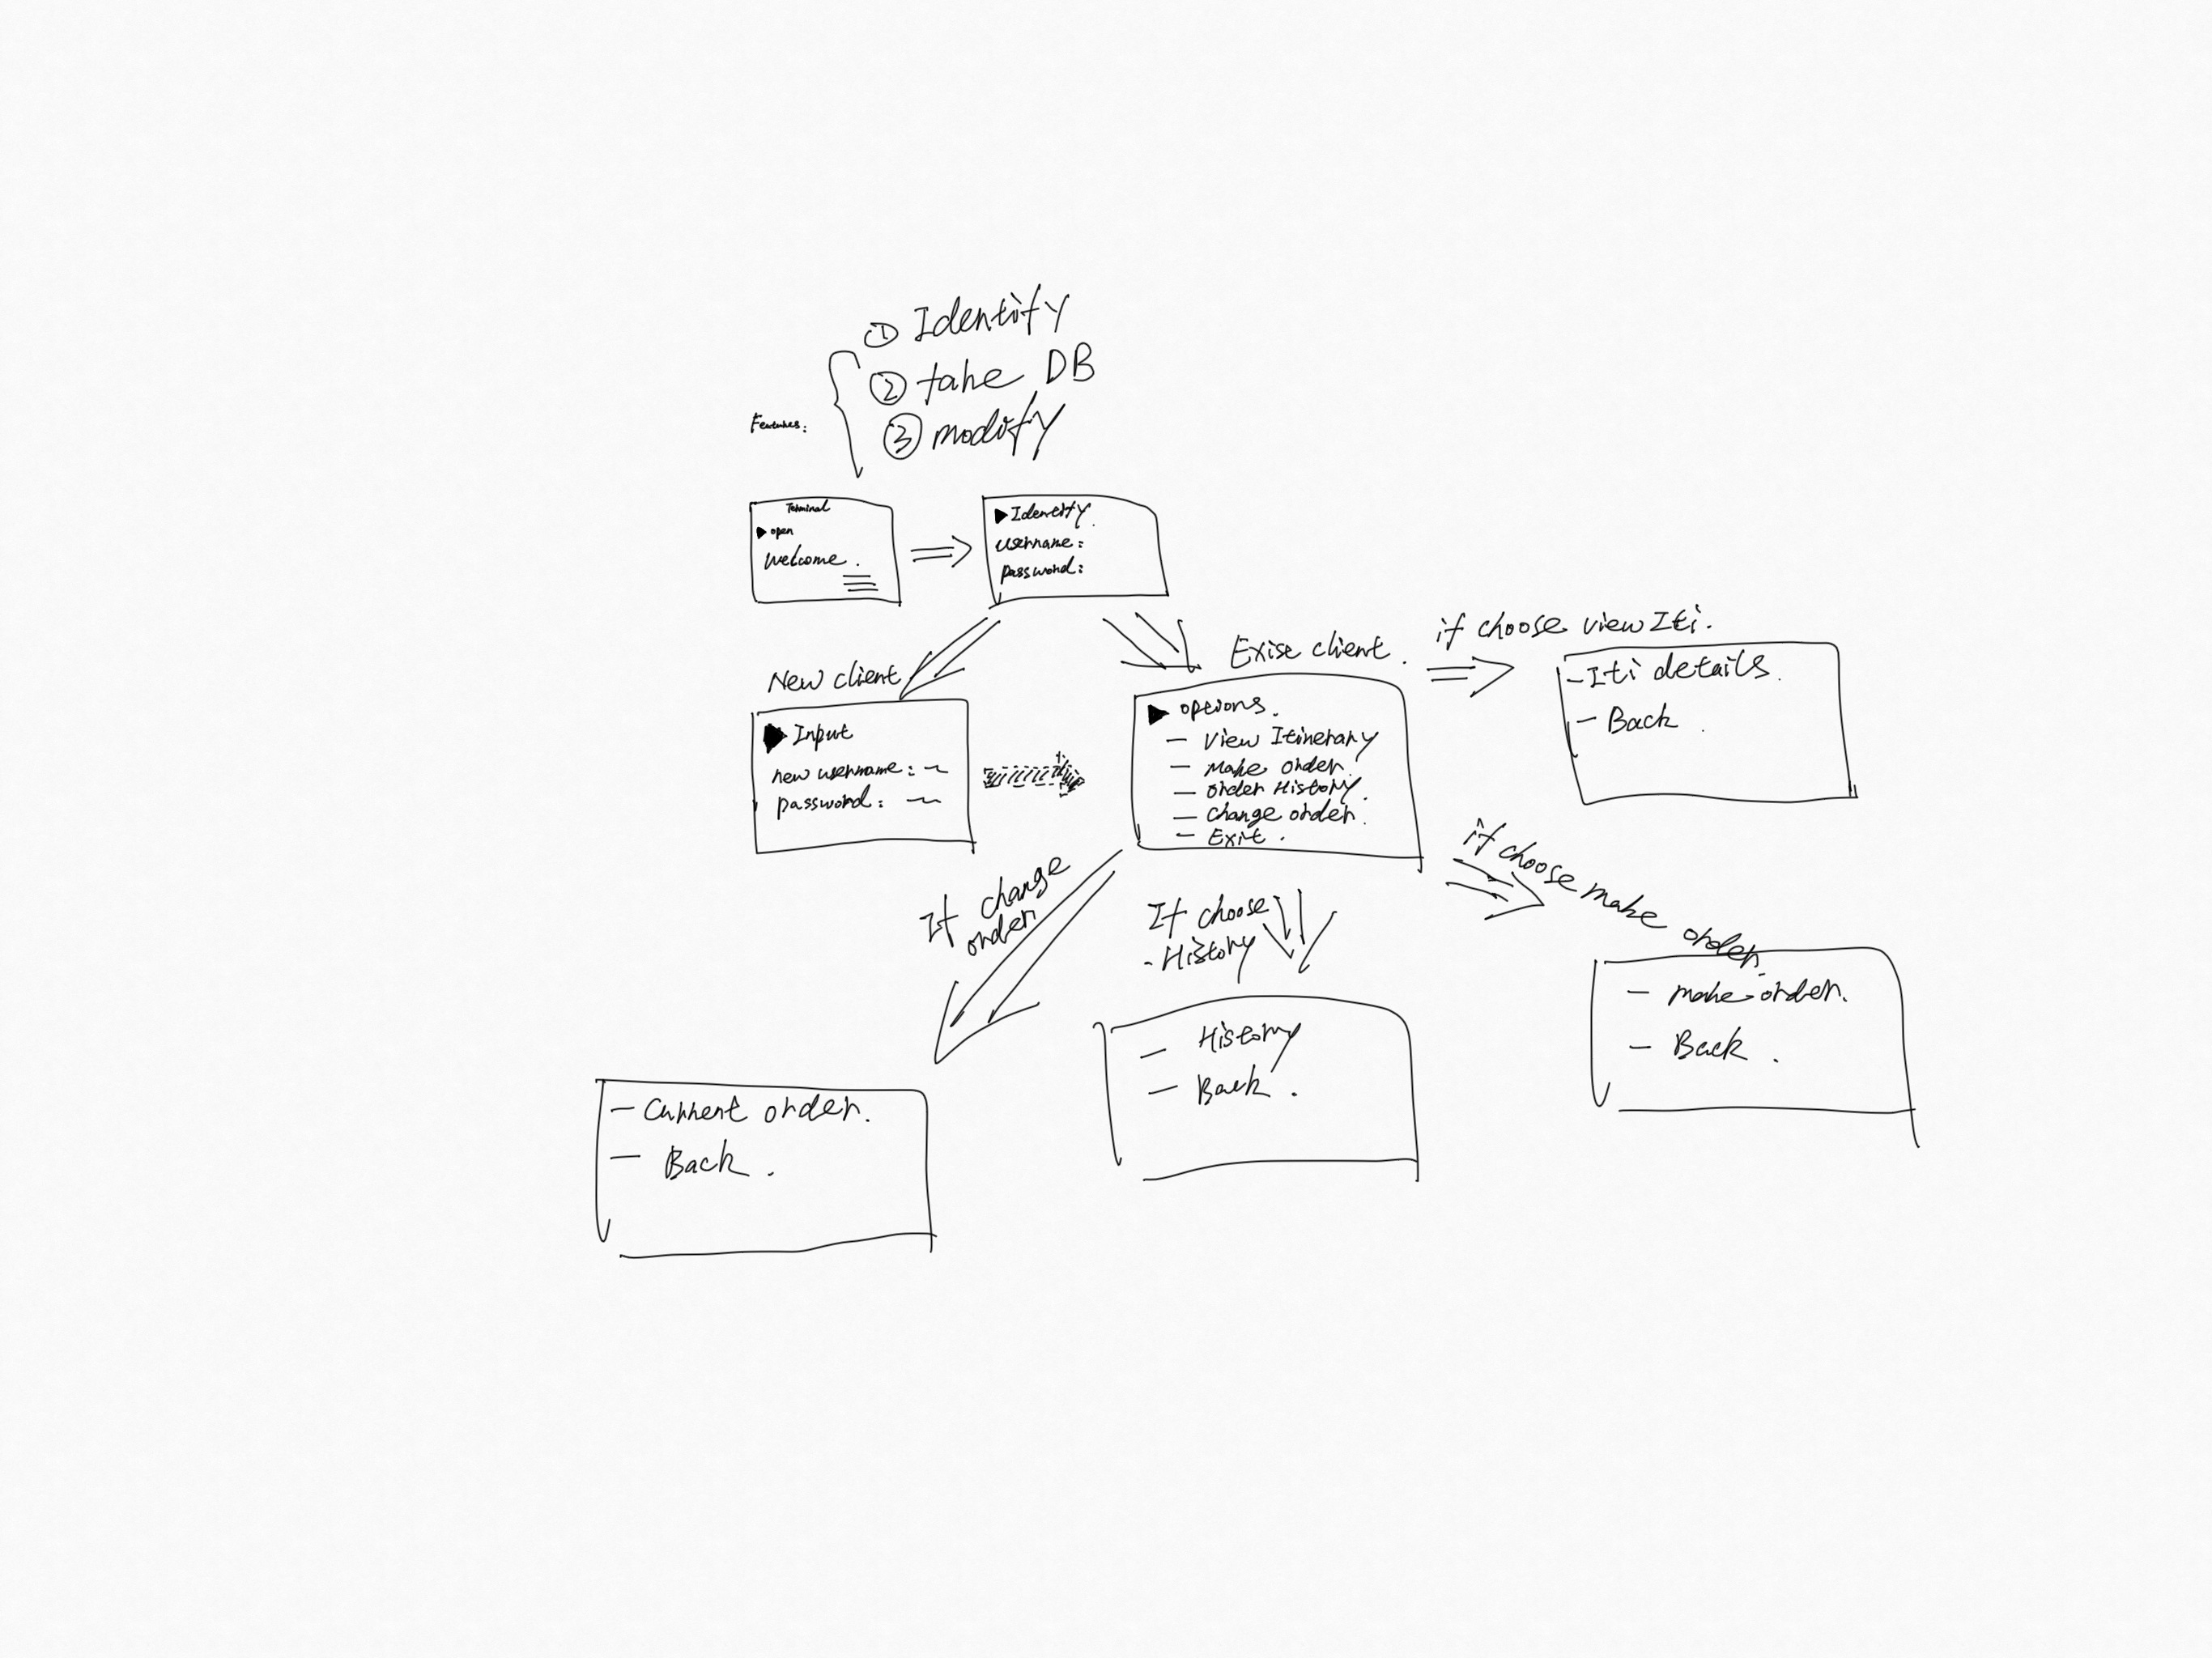 ① Identify
② take DB
Features:
③ modify
Terminal
open
welcome.
Identity.
username:
password:
New client
Input
new username: ~
password: ~
Exise client.
options.
- View Itinerary
- Make order.
- order History.
- change order.
- Exit.
if choose view Iti.
- Iti details.
- Back.
if choose make order.
- make order.
- Back.
If choose
- History
- History
- Back.
If change
order
- Current order.
- Back.